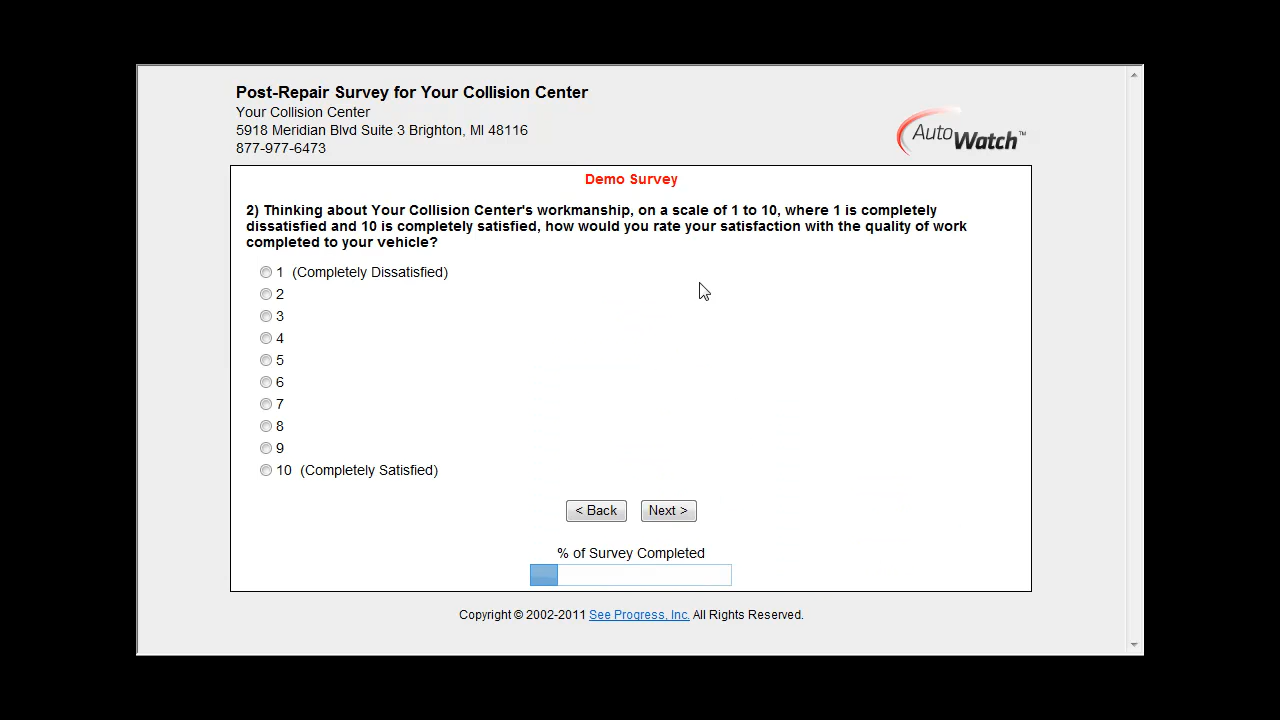 Post-Repair Survey for Your Collision Center
Your Collision Center
5918 Meridian Blvd Suite 3 Brighton, MI 48116
877-977-6473
AutoWatch™
Demo Survey
2) Thinking about Your Collision Center's workmanship, on a scale of 1 to 10, where 1 is completely
dissatisfied and 10 is completely satisfied, how would you rate your satisfaction with the quality of work
completed to your vehicle?
1 (Completely Dissatisfied)
2
3
4
5
6
7
8
9
10 (Completely Satisfied)
< Back Next >
% of Survey Completed
Copyright © 2002-2011 See Progress, Inc. All Rights Reserved.